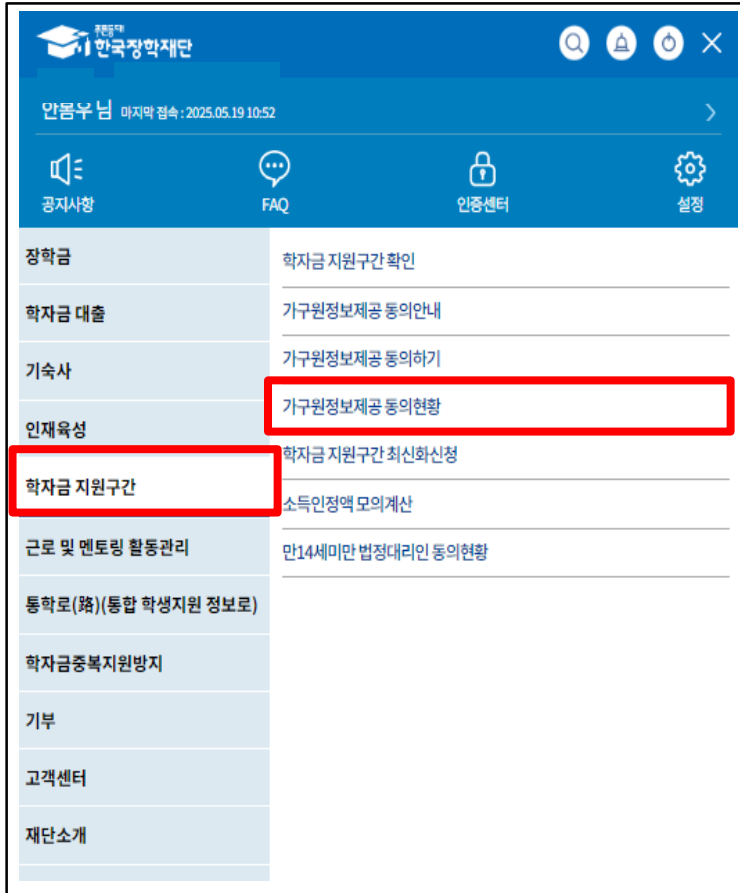 푸른등대
한국장학재단
안봄우 님 마지막 접속 : 2025.05.19 10:52
공지사항
FAQ
인증센터
설정
장학금
학자금 대출
기숙사
인재육성
학자금 지원구간
근로 및 멘토링 활동관리
통학로(路)(통합 학생지원 정보로)
학자금중복지원방지
기부
고객센터
재단소개
학자금 지원구간 확인
가구원정보제공 동의안내
가구원정보제공 동의하기
가구원정보제공 동의현황
학자금 지원구간 최신화신청
소득인정액 모의계산
만14세미만 법정대리인 동의현황